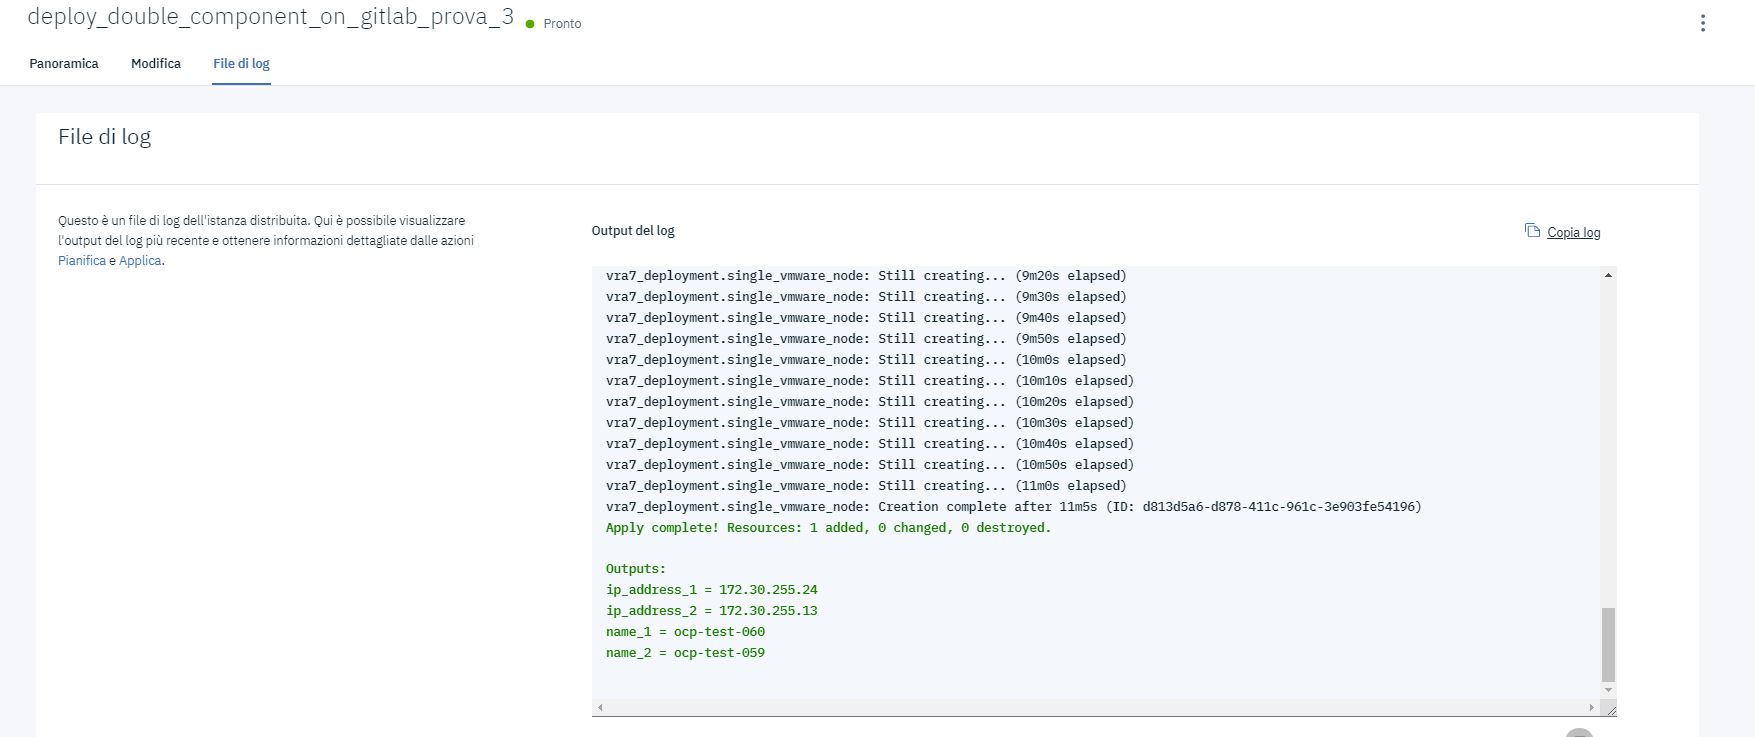 deploy_double_component_on_gitlab_prova_3 Pronto
Panoramica Modifica File di log
File di log
Questo è un file di log dell'istanza distribuita. Qui è possibile visualizzare
l'output del log più recente e ottenere informazioni dettagliate dalle azioni
Pianifica e Applica.
Output del log
Copia log
vra7_deployment.single_vmware_node: Still creating... (9m20s elapsed)
vra7_deployment.single_vmware_node: Still creating... (9m30s elapsed)
vra7_deployment.single_vmware_node: Still creating... (9m40s elapsed)
vra7_deployment.single_vmware_node: Still creating... (9m50s elapsed)
vra7_deployment.single_vmware_node: Still creating... (10m0s elapsed)
vra7_deployment.single_vmware_node: Still creating... (10m10s elapsed)
vra7_deployment.single_vmware_node: Still creating... (10m20s elapsed)
vra7_deployment.single_vmware_node: Still creating... (10m30s elapsed)
vra7_deployment.single_vmware_node: Still creating... (10m40s elapsed)
vra7_deployment.single_vmware_node: Still creating... (10m50s elapsed)
vra7_deployment.single_vmware_node: Still creating... (11m0s elapsed)
vra7_deployment.single_vmware_node: Creation complete after 11m5s (ID: d813d5a6-d878-411c-961c-3e903fe54196)
Apply complete! Resources: 1 added, 0 changed, 0 destroyed.
Outputs:
ip_address_1 = 172.30.255.24
ip_address_2 = 172.30.255.13
name_1 = ocp-test-060
name_2 = ocp-test-059